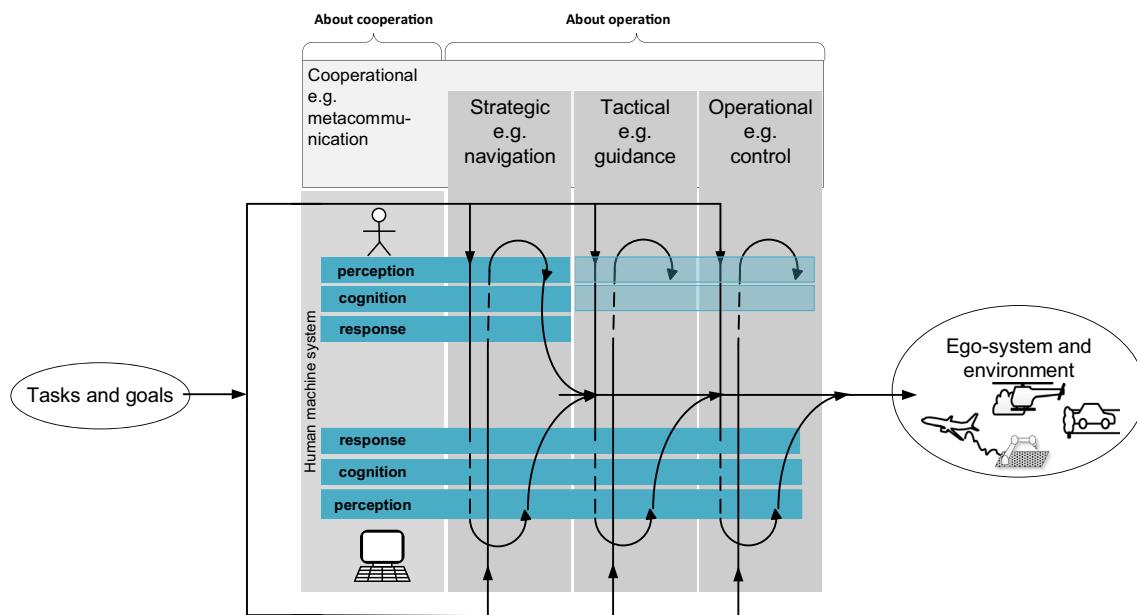 About cooperation
About operation
Cooperational
e.g.
metacommu-
nication
Strategic
e.g.
navigation
Tactical
e.g.
guidance
Operational
e.g.
control
perception
cognition
response
Human machine system
Tasks and goals
response
cognition
perception
Ego-system and
environment